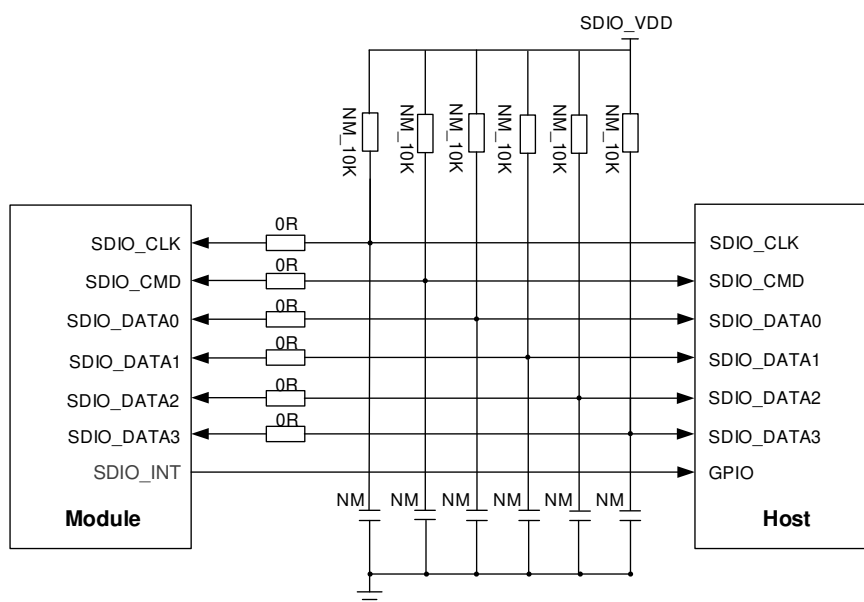 SDIO_VDD
NM_10K
NM_10K
NM_10K
NM_10K
NM_10K
NM_10K
SDIO_CLK 0R SDIO_CLK
SDIO_CMD 0R SDIO_CMD
SDIO_DATA0 0R SDIO_DATA0
SDIO_DATA1 0R SDIO_DATA1
SDIO_DATA2 0R SDIO_DATA2
SDIO_DATA3 0R SDIO_DATA3
SDIO_INT GPIO
NM NM NM NM NM NM
Module Host